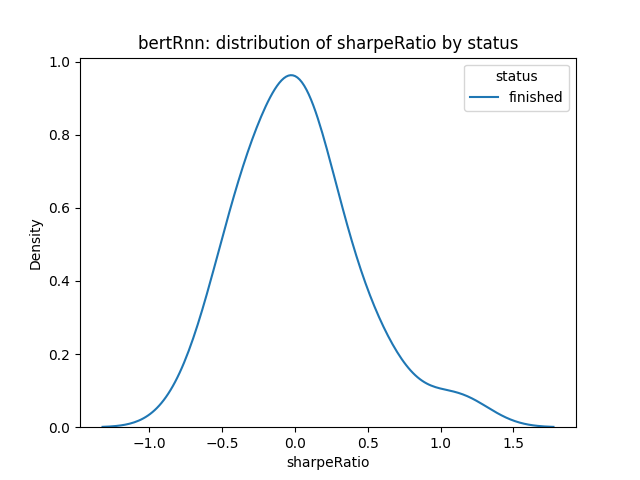 bertRnn: distribution of sharpeRatio by status
status
finished
1.0
0.8
0.6
0.4
0.2
0.0
Density
−1.0 −0.5 0.0 0.5 1.0 1.5
sharpeRatio